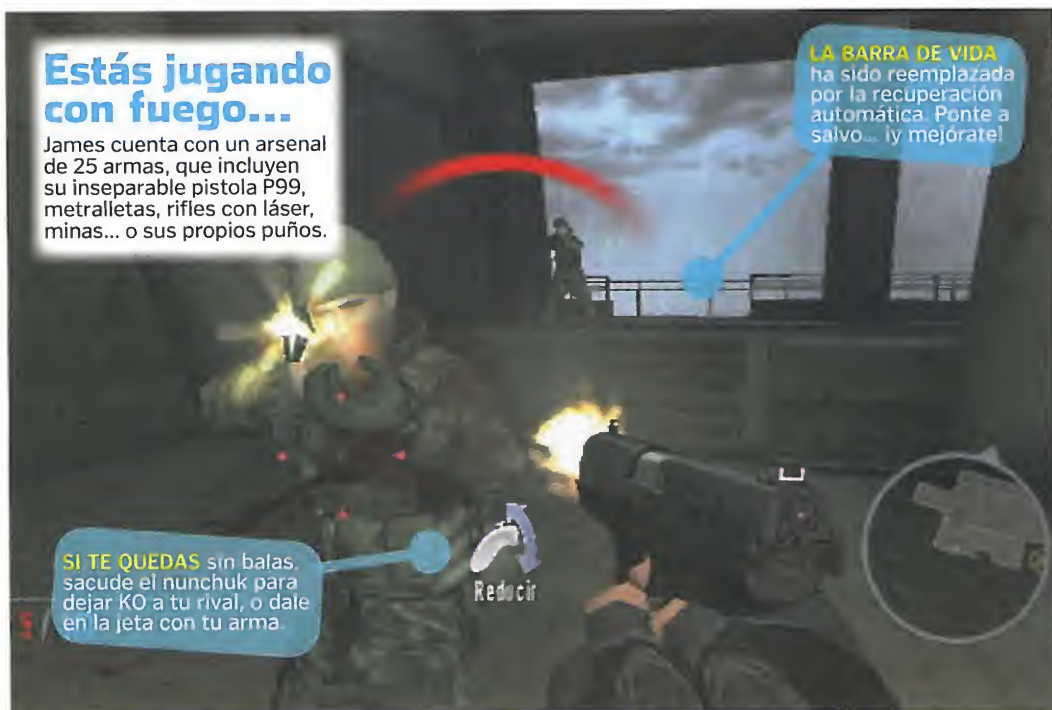 Estás jugando
con fuego...
James cuenta con un arsenal
de 25 armas, que incluyen
su inseparable pistola P99,
metralletas, rifles con láser,
minas... o sus propios puños.
LA BARRA DE VIDA
ha sido reemplazada
por la recuperación
automática. Ponte a
salvo... ¡y mejórate!
SI TE QUEDAS sin balas,
sacude el nunchuk para
dejar KO a tu rival, o dale
en la jeta con tu arma.
Reducir